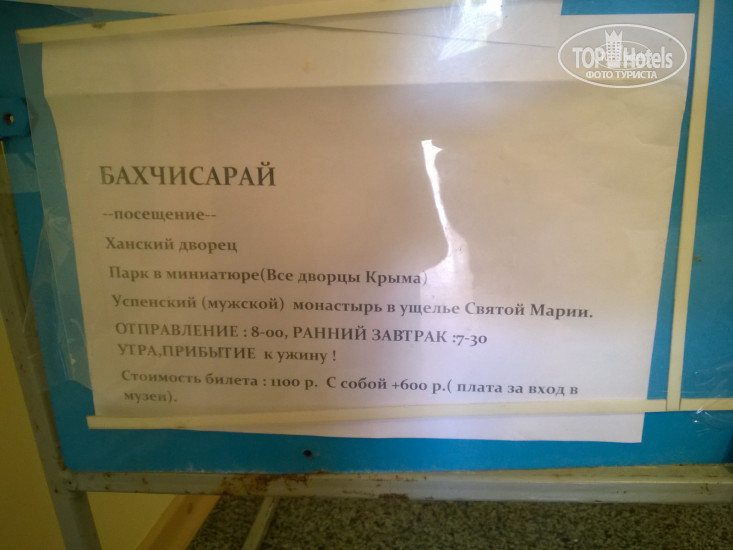 TOP Hotels
ФОТО ТУРИСТА
БАХЧИСАРАЙ
--посещение--
Ханский дворец
Парк в миниатюре(Все дворцы Крыма)
Успенский (мужской) монастырь в ущелье Святой Марии.
ОТПРАВЛЕНИЕ : 8-00, РАННИЙ ЗАВТРАК :7-30
УТРА,ПРИБЫТИЕ к ужину !
Стоимость билета : 1100 р. С собой +600 р.( плата за вход в
музеи).